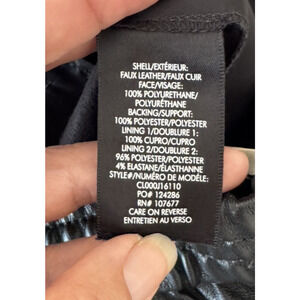 SHELL/EXTÉRIEUR:
FAUX LEATHER/FAUX CUIR
FACE/VISAGE:
100% POLYURETHANE/
POLYURÉTHANE
BACKING/SUPPORT:
100% POLYESTER/POLYESTER
LINING 1/DOUBLURE 1:
100% CUPRO/CUPRO
LINING 2/DOUBLURE 2:
96% POLYESTER/POLYESTER
4% ELASTANE/ÉLASTHANNE
STYLE#/NUMÉRO DE MODÈLE:
CL000J16110
PO# 124286
RN# 107677
CARE ON REVERSE
ENTRETIEN AU VERSO